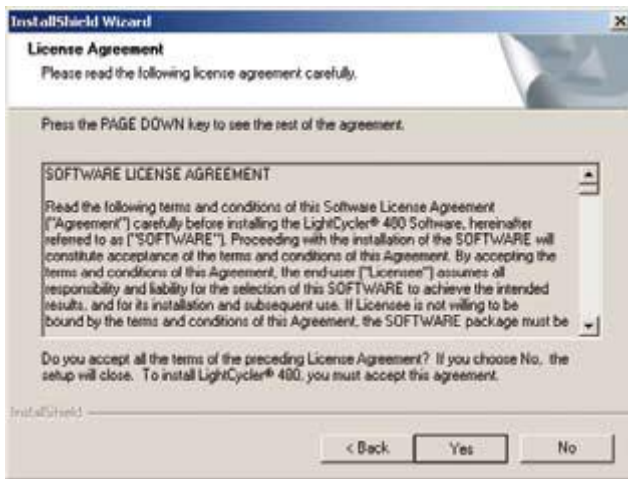 InstallShield Wizard
License Agreement
Please read the following license agreement carefully.
Press the PAGE DOWN key to see the rest of the agreement.
SOFTWARE LICENSE AGREEMENT
Read the following terms and conditions of this Software License Agreement
("Agreement") carefully before installing the LightCycler® 480 Software, hereinafter
referred to as ("SOFTWARE"). Proceeding with the installation of the SOFTWARE will
constitute acceptance of the terms and conditions of this Agreement. By accepting the
terms and conditions of this Agreement, the end-user ("Licensee") assumes all
responsibility and liability for the selection of this SOFTWARE to achieve the intended
results, and for its installation and subsequent use. If Licensee is not willing to be
bound by the terms and conditions of this Agreement, the SOFTWARE package must be
Do you accept all the terms of the preceding License Agreement? If you choose No, the
setup will close. To install LightCycler® 480, you must accept this agreement.
InstallShield
< Back
Yes
No